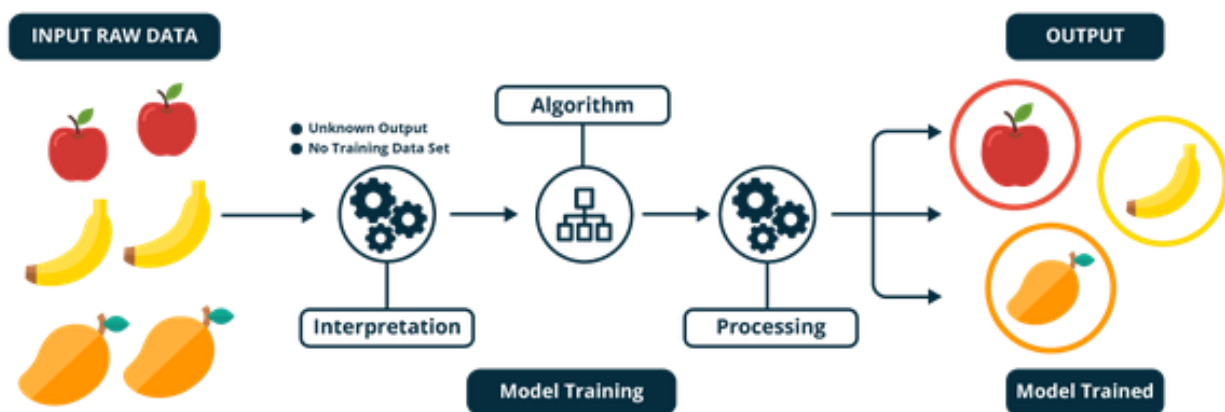 INPUT RAW DATA
OUTPUT
Algorithm
Unknown Output
No Training Data Set
Interpretation
Processing
Model Training
Model Trained